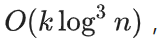 O(k log³ n) ,